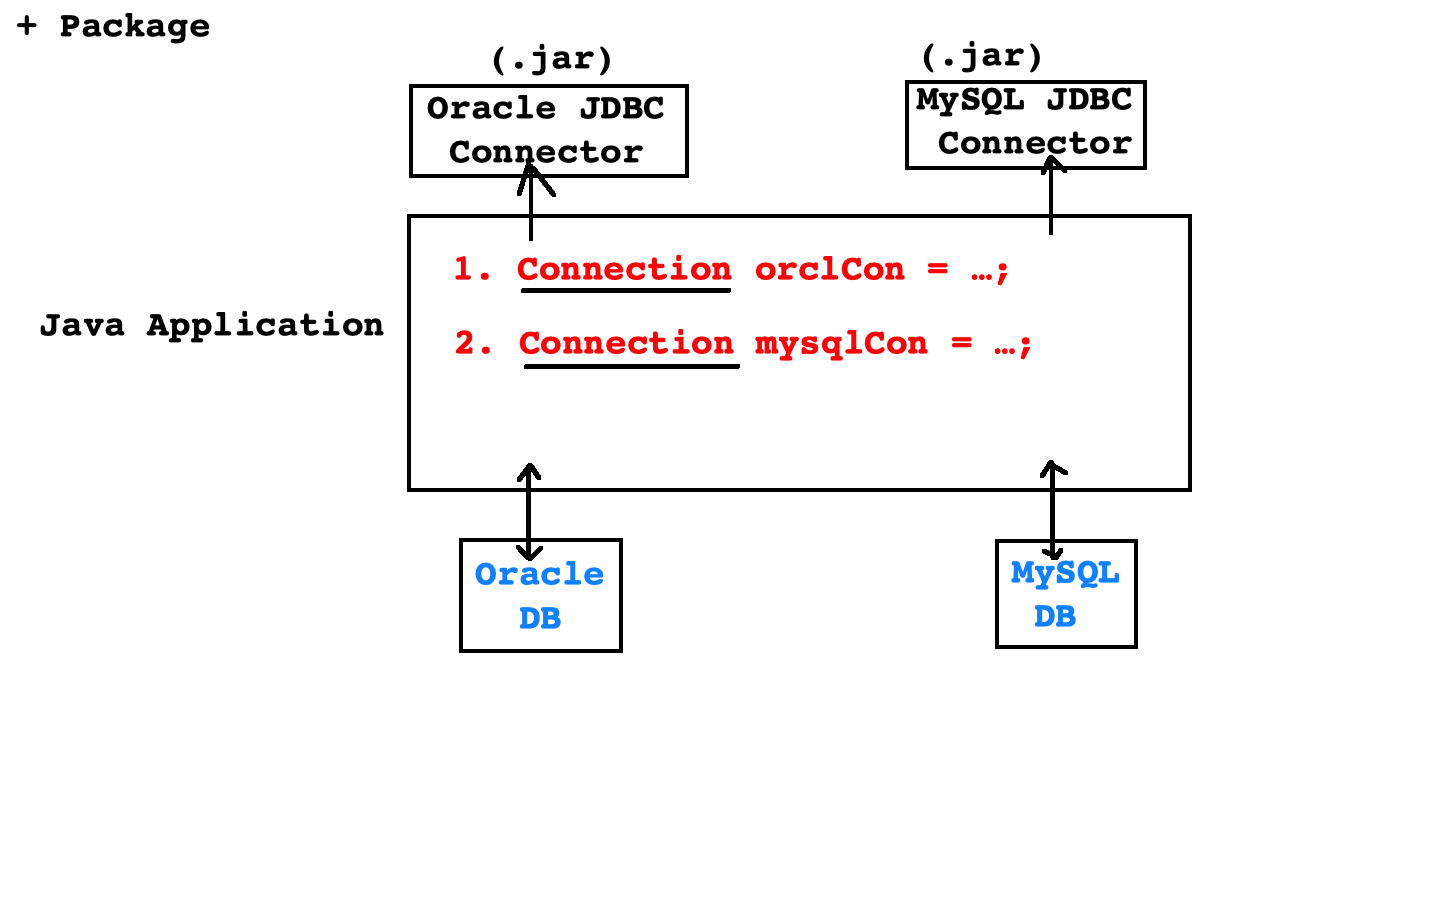 + Package
(.jar)
Oracle JDBC
Connector
(.jar)
MySQL JDBC
Connector
Java Application
1. Connection orclCon = …;
2. Connection mysqlCon = …;
Oracle
DB
MySQL
DB